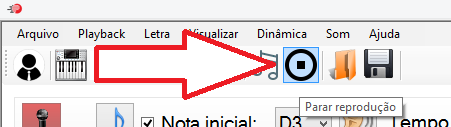 Arquivo Playback Letra Visualizar Dinâmica Som Ajuda
Parar reprodução
Nota inicial: D3 Tempo